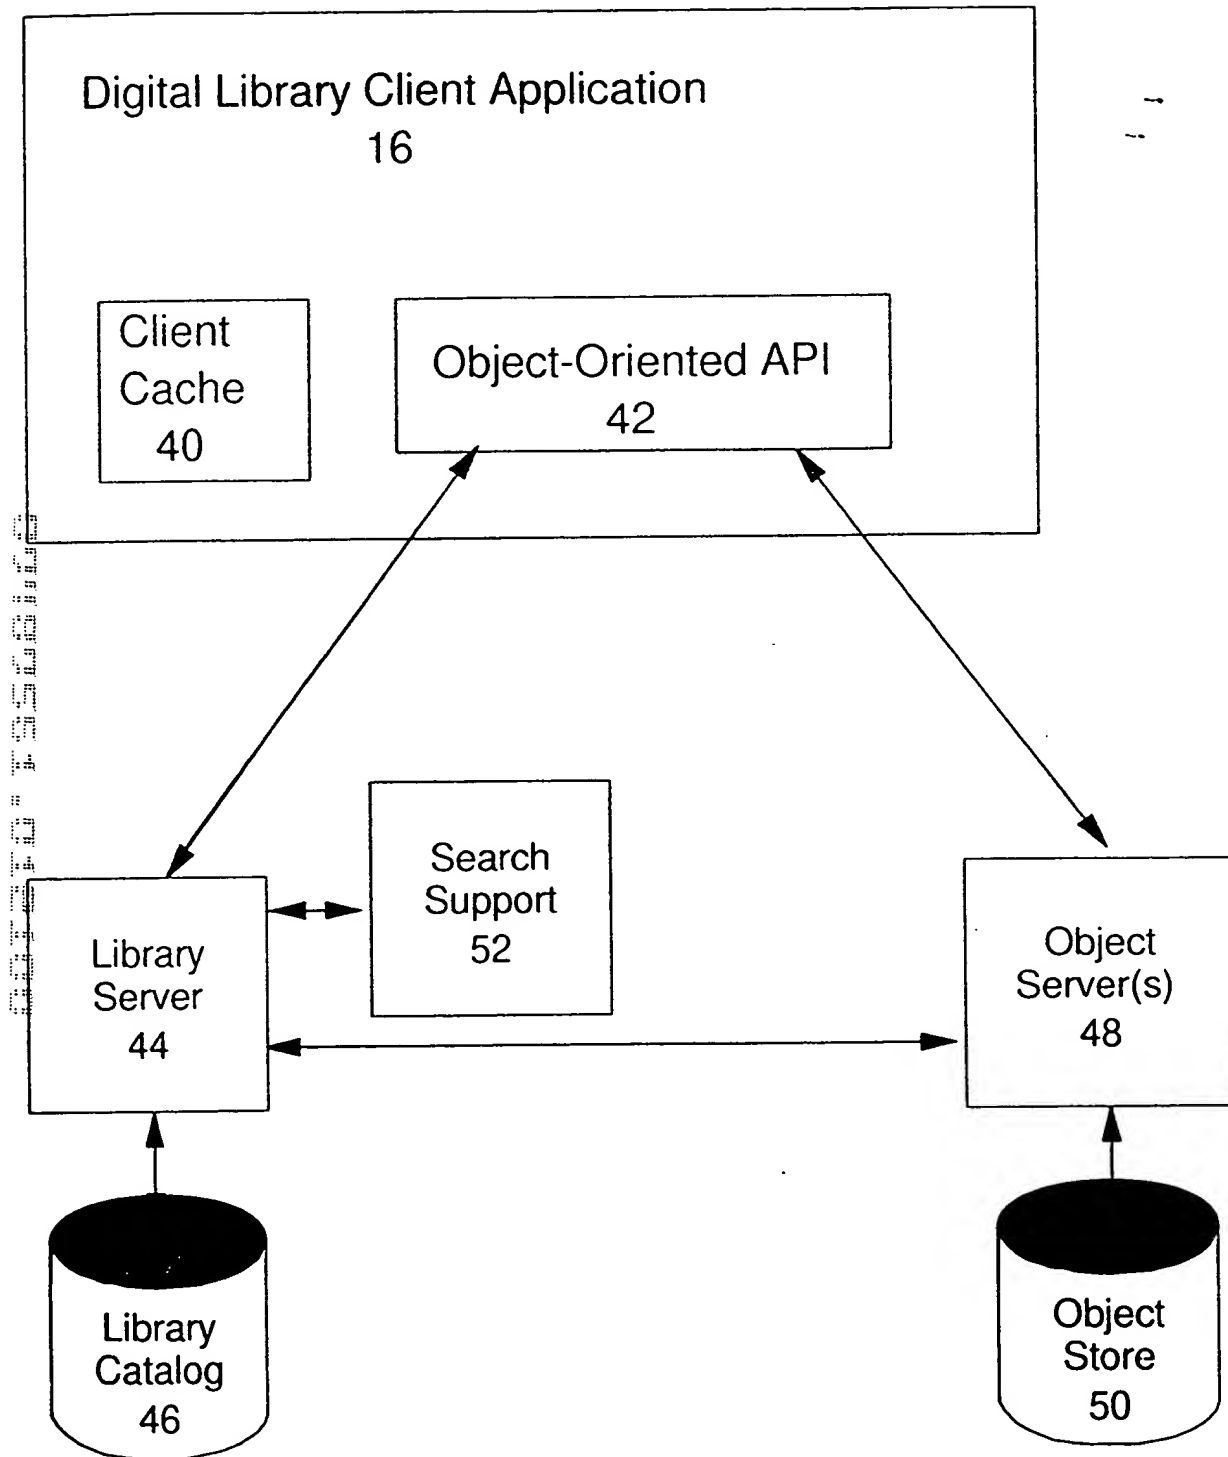 Digital Library Client Application
16
Client
Cache
40
Object-Oriented API
42
Search
Support
52
Library
Server
44
Object
Server(s)
48
Library
Catalog
46
Object
Store
50